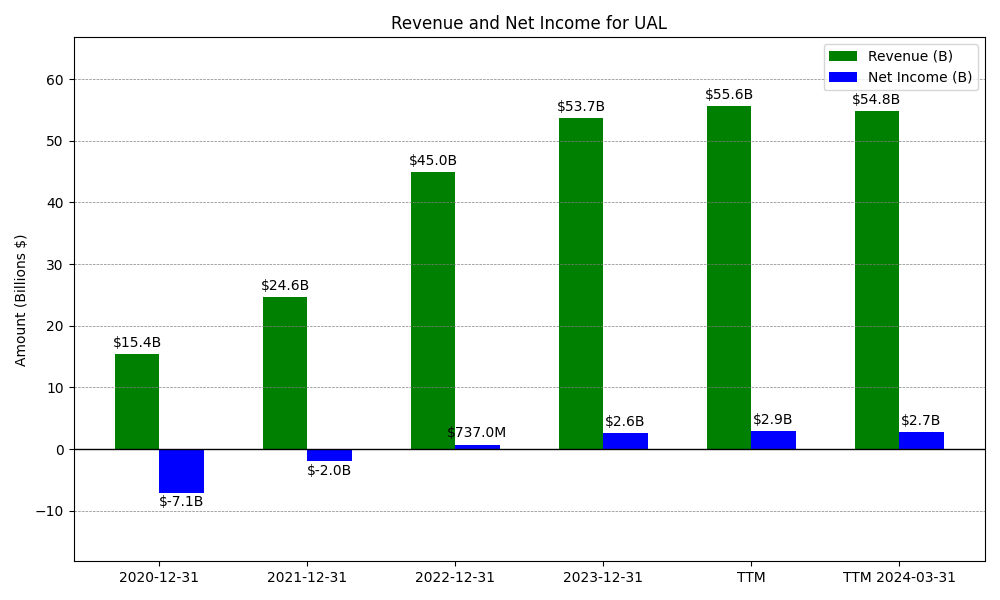 Revenue and Net Income for UAL
Revenue (B)
Net Income (B)
Amount (Billions $)
60
50
40
30
20
10
0
−10
$15.4B
$24.6B
$45.0B
$53.7B
$55.6B
$54.8B
$-7.1B
$-2.0B
$737.0M
$2.6B
$2.9B
$2.7B
2020-12-31
2021-12-31
2022-12-31
2023-12-31
TTM
TTM 2024-03-31